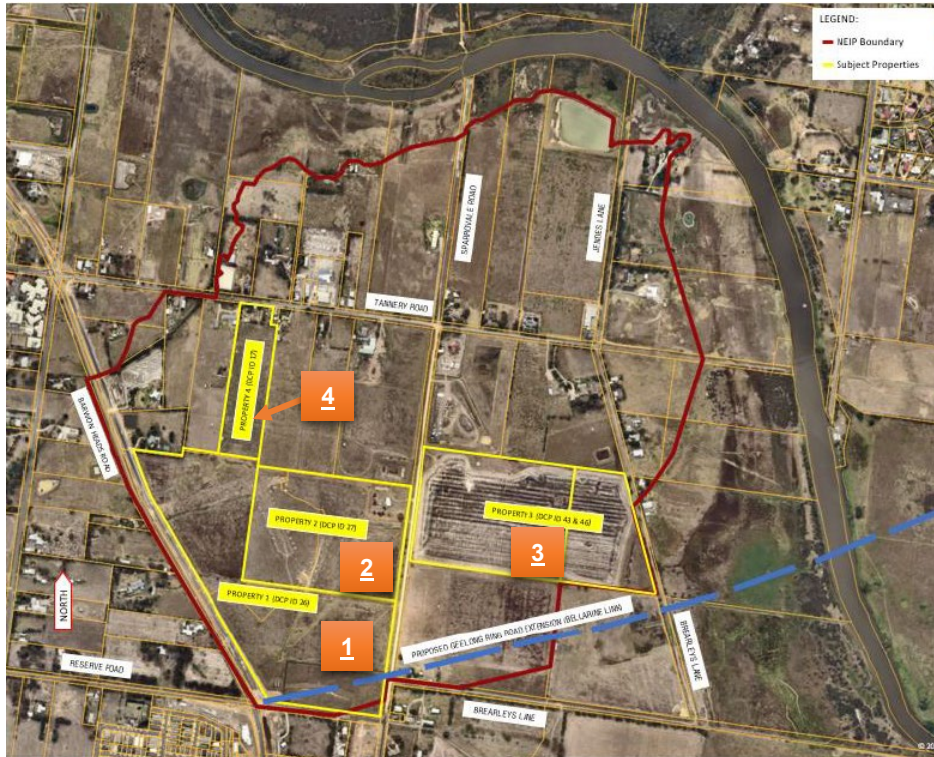 LEGEND:
NEIP Boundary
Subject Properties
SPARROVALE ROAD
JENDES LANE
TANNERY ROAD
PROPERTY 4 (DCP ID 17)
4
BARWON HEADS ROAD
PROPERTY 3 (DCP ID 43 & 46)
PROPERTY 2 (DCP ID 27)
3
2
PROPERTY 1 (DCP ID 26)
NORTH
PROPOSED GEELONG RING ROAD EXTENSION (BELLARINE LINK)
1
RESERVE ROAD
BREARLEYS LANE
BREARLEYS LANE
© 20